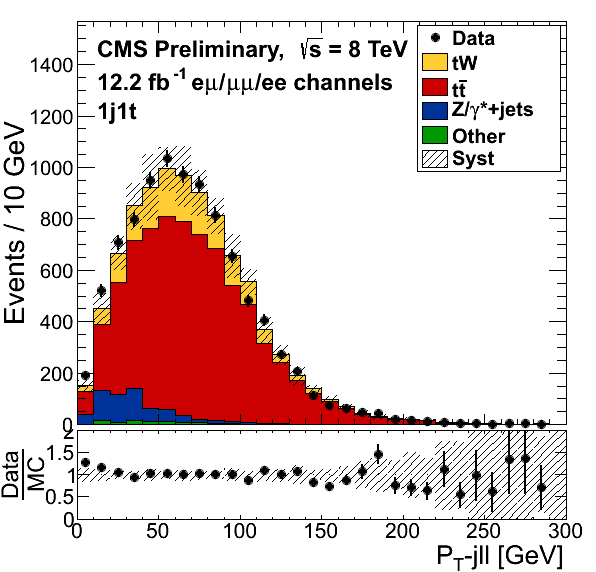 CMS Preliminary, √s = 8 TeV
12.2 fb⁻¹ eμ/μμ/ee channels
1j1t
Data
tW
tt̄
Z/γ*+jets
Other
Syst
Events / 10 GeV
1400
1200
1000
800
600
400
200
0
Data
MC
2
1.5
1
0.5
0
0 50 100 150 200 250 300
P_T-jll [GeV]